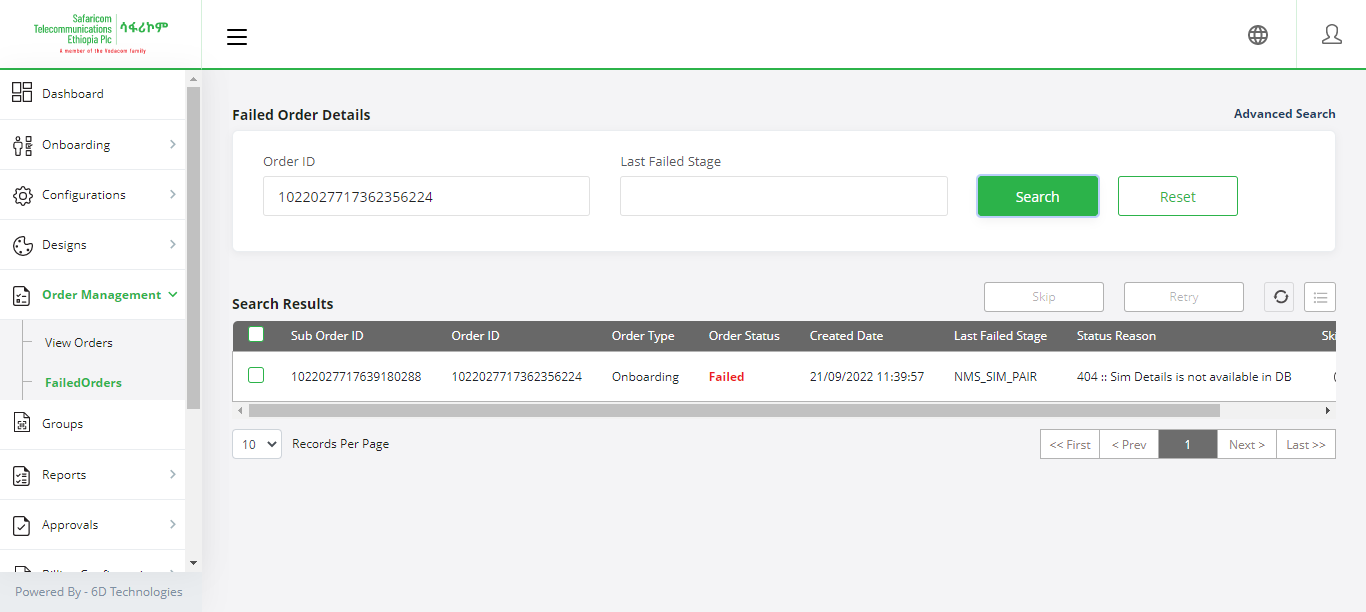 Safaricom
Telecommunications
Ethiopia Plc
ሳፋሪኮም
A member of the Vodacom family
Dashboard
Onboarding
Configurations
Designs
Order Management
View Orders
FailedOrders
Groups
Reports
Approvals
Powered By - 6D Technologies
Failed Order Details
Advanced Search
Order ID
Last Failed Stage
1022027717362356224
Search
Reset
Search Results
Skip
Retry
Sub Order ID Order ID Order Type Order Status Created Date Last Failed Stage Status Reason
1022027717639180288 1022027717362356224 Onboarding Failed 21/09/2022 11:39:57 NMS_SIM_PAIR 404 :: Sim Details is not available in DB
10 Records Per Page
<< First < Prev 1 Next > Last >>